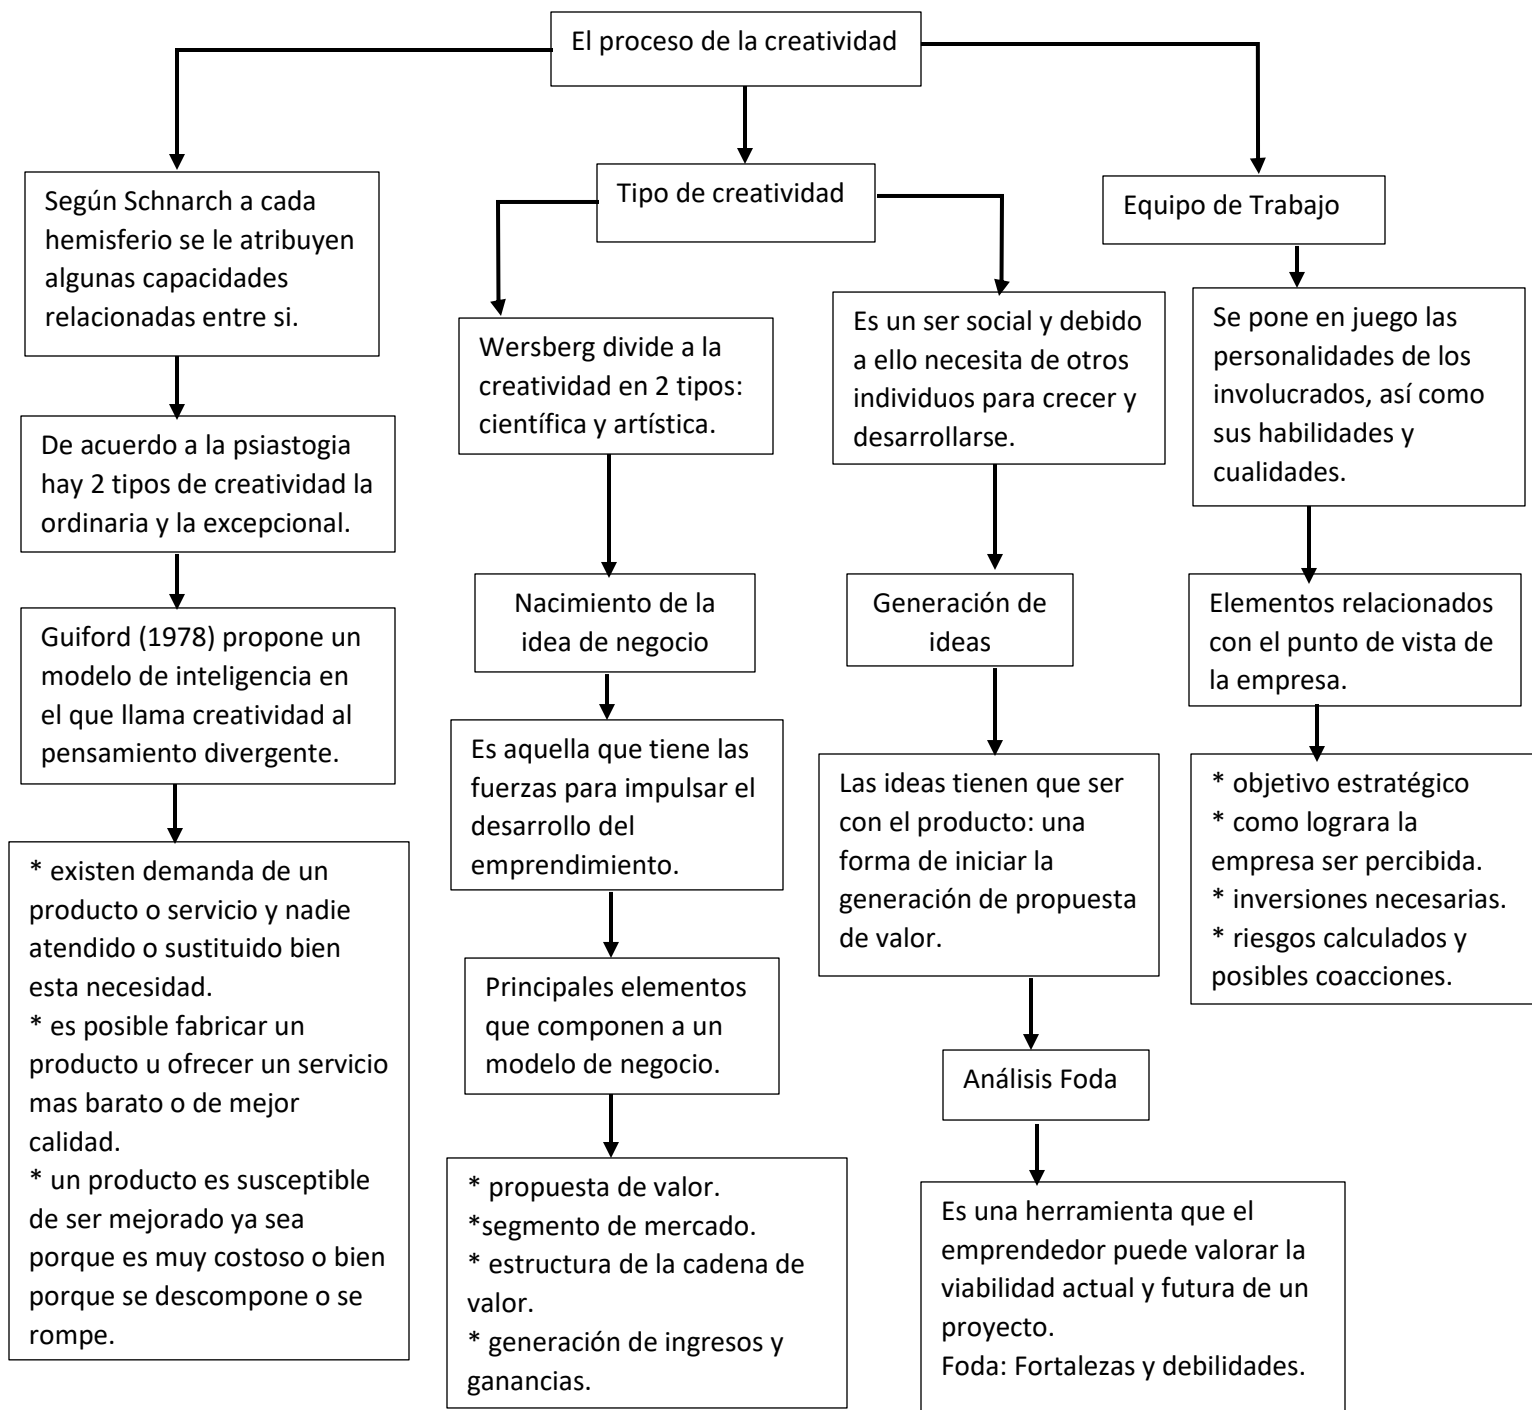 El proceso de la creatividad
Según Schnarch a cada
hemisferio se le atribuyen
algunas capacidades
relacionadas entre si.
De acuerdo a la psiastogia
hay 2 tipos de creatividad la
ordinaria y la excepcional.
Guiford (1978) propone un
modelo de inteligencia en
el que llama creatividad al
pensamiento divergente.
* existen demanda de un
producto o servicio y nadie
atendido o sustituido bien
esta necesidad.
* es posible fabricar un
producto u ofrecer un servicio
mas barato o de mejor
calidad.
* un producto es susceptible
de ser mejorado ya sea
porque es muy costoso o bien
porque se descompone o se
rompe.
Tipo de creatividad
Wersberg divide a la
creatividad en 2 tipos:
científica y artística.
Nacimiento de la
idea de negocio
Es aquella que tiene las
fuerzas para impulsar el
desarrollo del
emprendimiento.
Principales elementos
que componen a un
modelo de negocio.
* propuesta de valor.
*segmento de mercado.
* estructura de la cadena de
valor.
* generación de ingresos y
ganancias.
Es un ser social y debido
a ello necesita de otros
individuos para crecer y
desarrollarse.
Generación de
ideas
Las ideas tienen que ser
con el producto: una
forma de iniciar la
generación de propuesta
de valor.
Análisis Foda
Es una herramienta que el
emprendedor puede valorar la
viabilidad actual y futura de un
proyecto.
Foda: Fortalezas y debilidades.
Equipo de Trabajo
Se pone en juego las
personalidades de los
involucrados, así como
sus habilidades y
cualidades.
Elementos relacionados
con el punto de vista de
la empresa.
* objetivo estratégico
* como lograra la
empresa ser percibida.
* inversiones necesarias.
* riesgos calculados y
posibles coacciones.